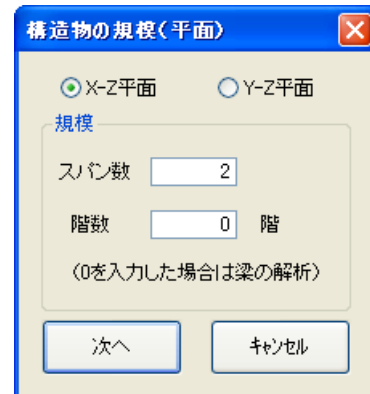 構造物の規模(平面)
X-Z平面 Y-Z平面
規模
スパン数 2
階数 0 階
(0を入力した場合は梁の解析)
次へ ｷｬﾝｾﾙ